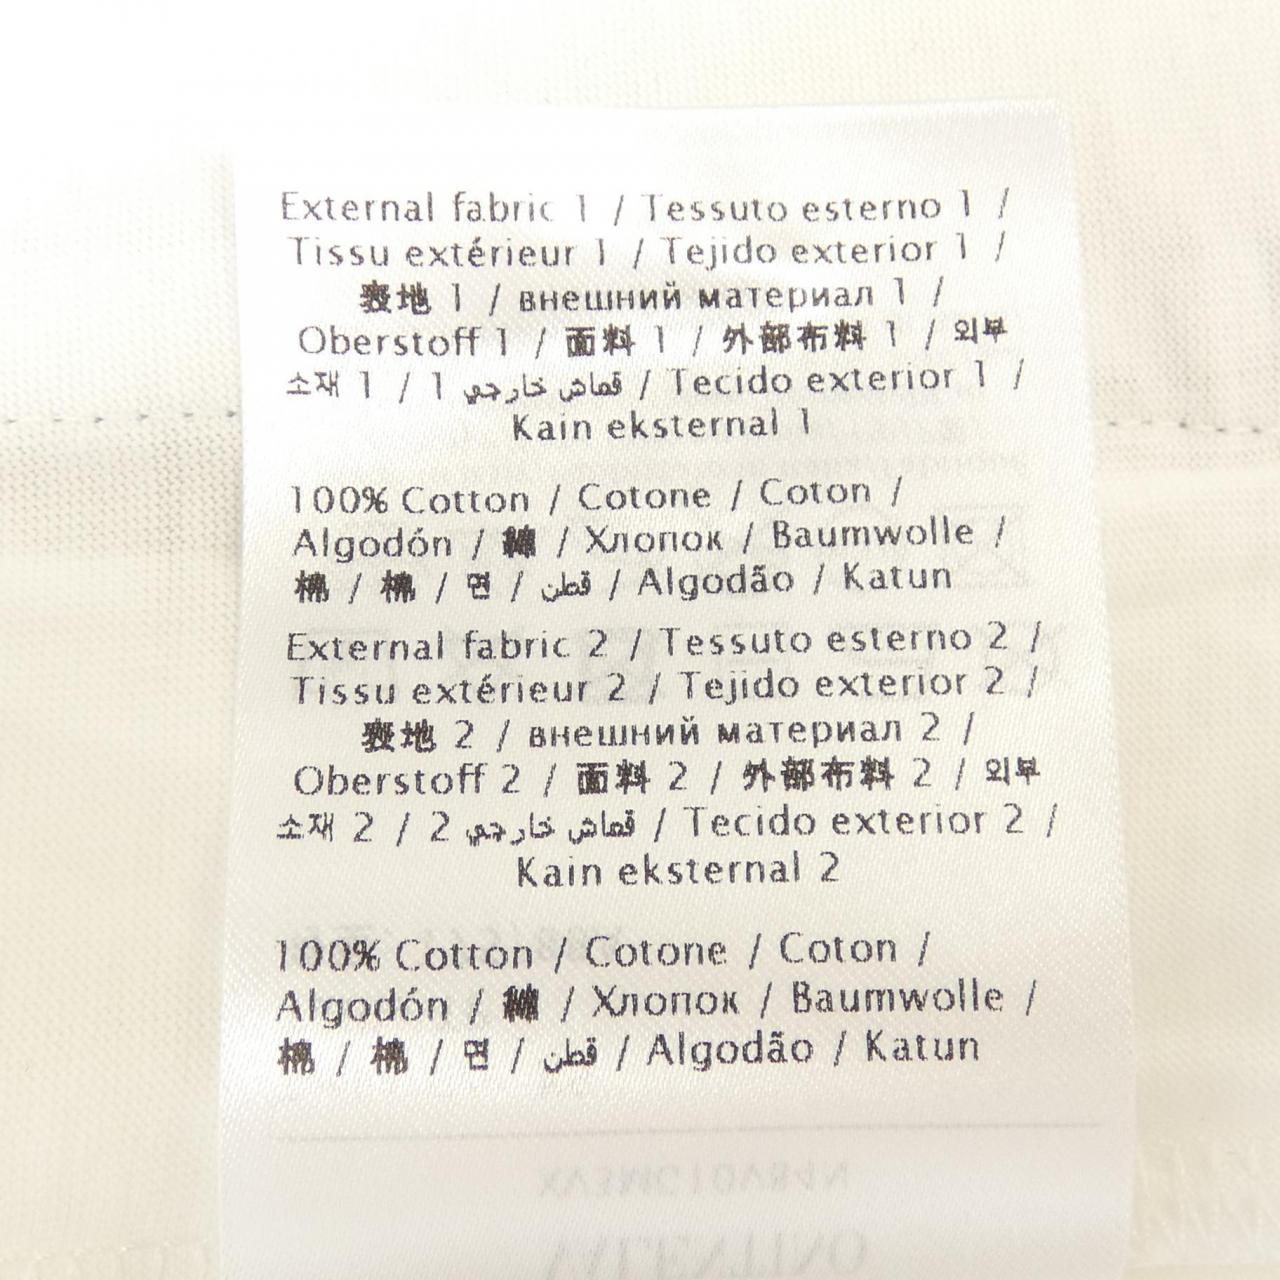 External fabric 1 / Tessuto esterno 1 /
Tissu extérieur 1 / Tejido exterior 1 /
表地 1 / внешний материал 1 /
Oberstoff 1 / 面料 1 / 外部布料 1 / 외부
소재 1 / 1 قماش خارجي / Tecido exterior 1 /
Kain eksternal 1
100% Cotton / Cotone / Coton /
Algodón / 綿 / Хлопок / Baumwolle /
棉 / 棉 / 면 / قطن / Algodão / Katun
External fabric 2 / Tessuto esterno 2 /
Tissu extérieur 2 / Tejido exterior 2 /
表地 2 / внешний материал 2 /
Oberstoff 2 / 面料 2 / 外部布料 2 / 외부
소재 2 / 2 قماش خارجي / Tecido exterior 2 /
Kain eksternal 2
100% Cotton / Cotone / Coton /
Algodón / 綿 / Хлопок / Baumwolle /
棉 / 棉 / 면 / قطن / Algodão / Katun
XV3MG10V84N
VALENTINO